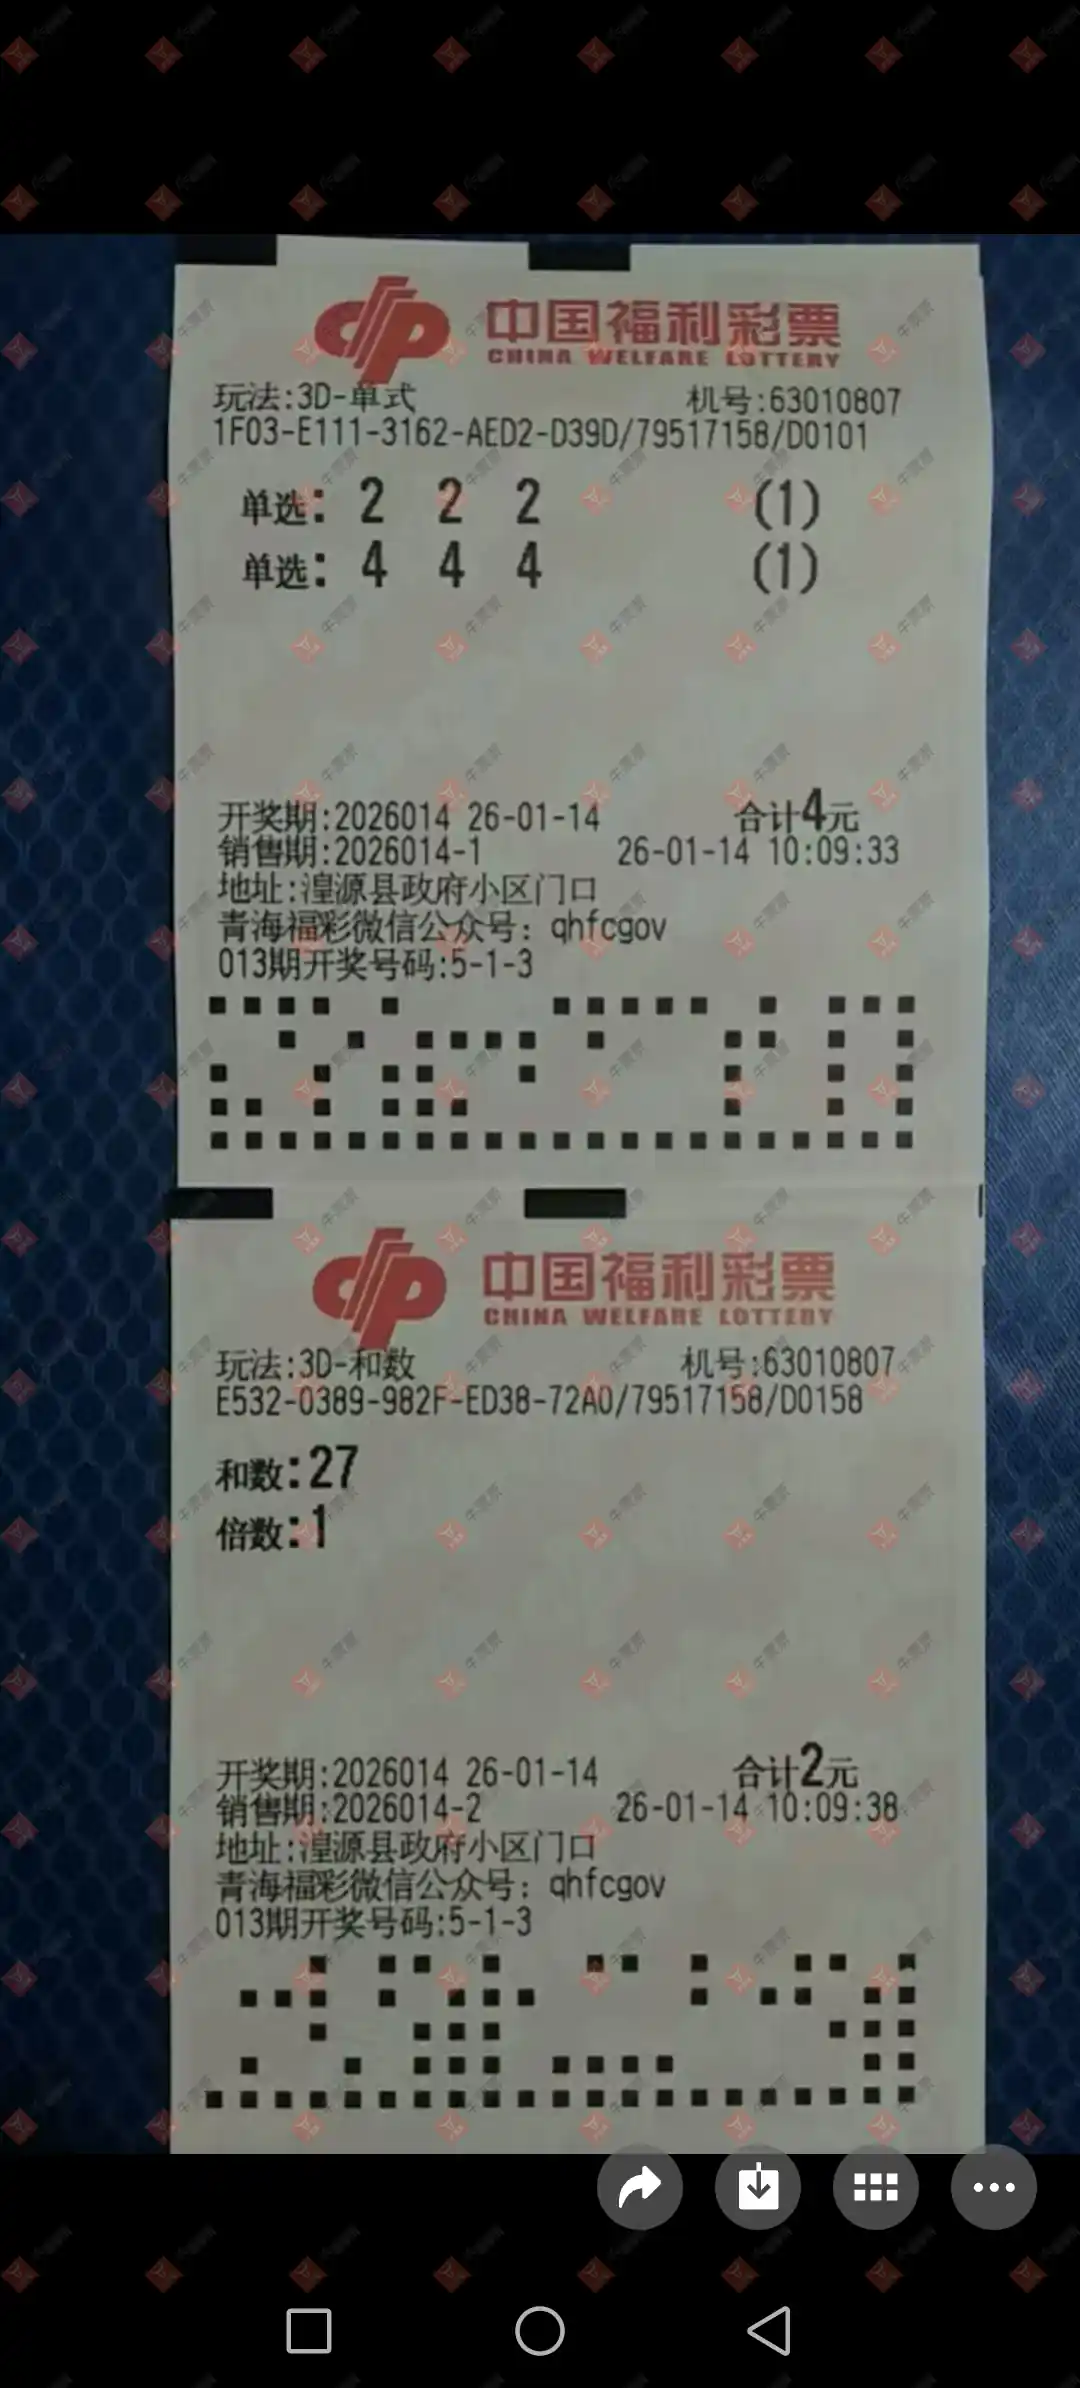 中国福利彩票
CHINA WELFARE LOTTERY
玩法:3D-单式 机号:63010807
1F03-E111-3162-AED2-D39D/79517158/D0101
单选: 2 2 2 (1)
单选: 4 4 4 (1)
开奖期:2026014 26-01-14 合计4元
销售期:2026014-1 26-01-14 10:09:33
地址:湟源县政府小区门口
青海福彩微信公众号: qhfcgov
013期开奖号码:5-1-3
中国福利彩票
CHINA WELFARE LOTTERY
玩法:3D-和数 机号:63010807
E532-0389-982F-ED38-72A0/79517158/D0158
和数:27
倍数:1
开奖期:2026014 26-01-14 合计2元
销售期:2026014-2 26-01-14 10:09:38
地址:湟源县政府小区门口
青海福彩微信公众号: qhfcgov
013期开奖号码:5-1-3